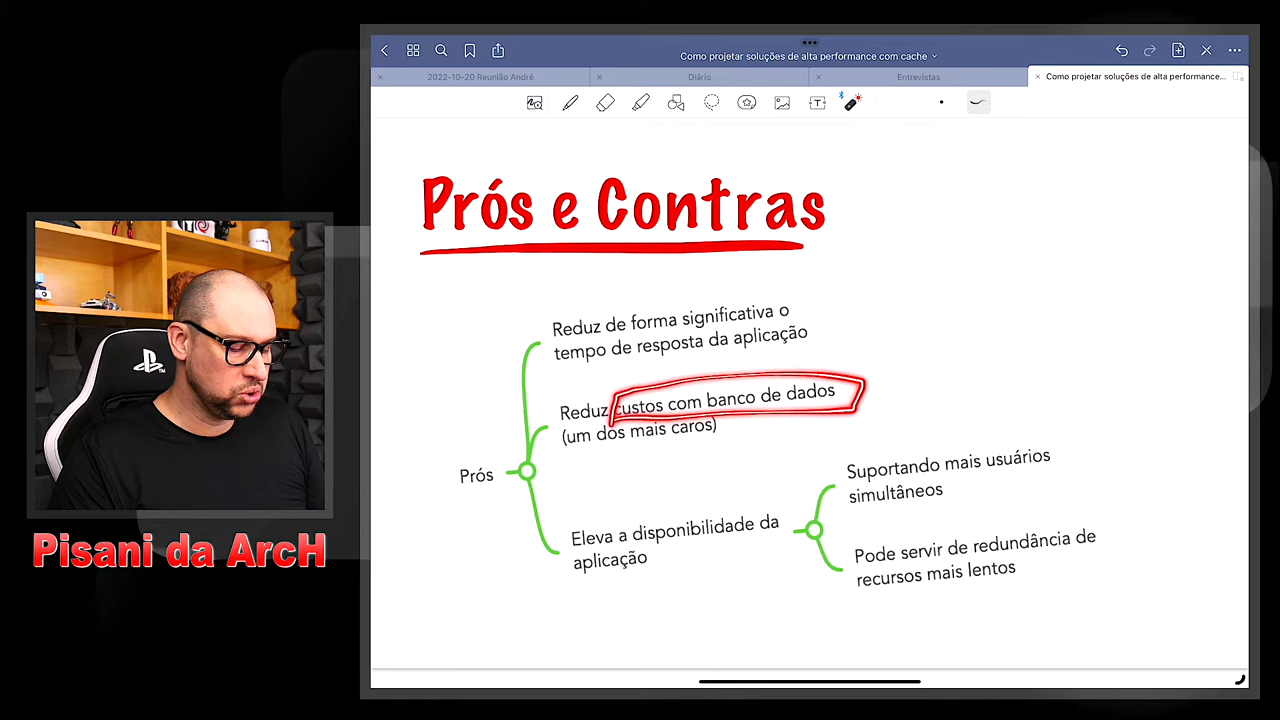 Como projetar soluções de alta performance com cache
2022-10-20 Reunião André
Diário
Entrevistas
Como projetar soluções de alta performance...
Prós e Contras
Reduz de forma significativa o
tempo de resposta da aplicação
Reduz custos com banco de dados
(um dos mais caros)
Prós
Eleva a disponibilidade da
aplicação
Suportando mais usuários
simultâneos
Pode servir de redundância de
recursos mais lentos
Pisani da ArcH